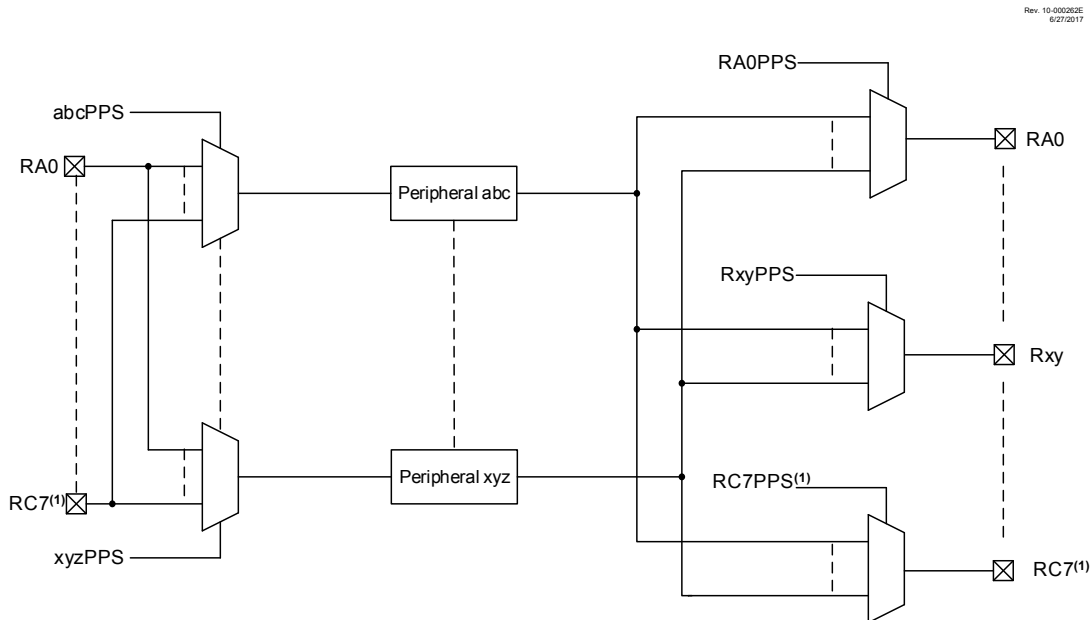 Rev. 10-000262E
6/27/2017
RA0PPS
abcPPS
RA0
RA0
Peripheral abc
RxyPPS
Rxy
Peripheral xyz
RC7PPS(1)
RC7(1)
xyzPPS
RC7(1)